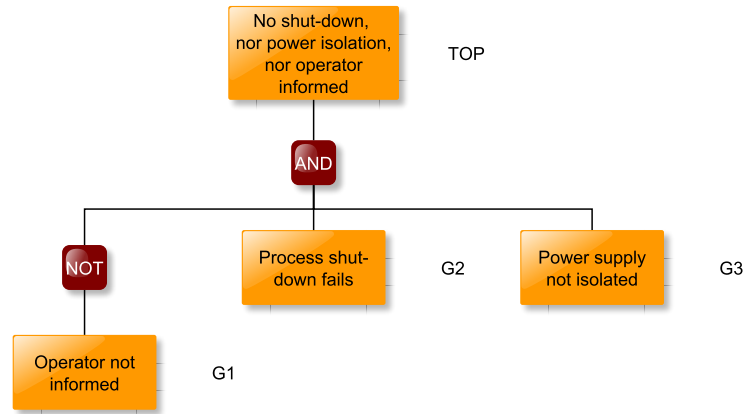 No shut-down,
nor power isolation,
nor operator
informed
TOP
AND
NOT
Process shut-
down fails
G2
Power supply
not isolated
G3
Operator not
informed
G1